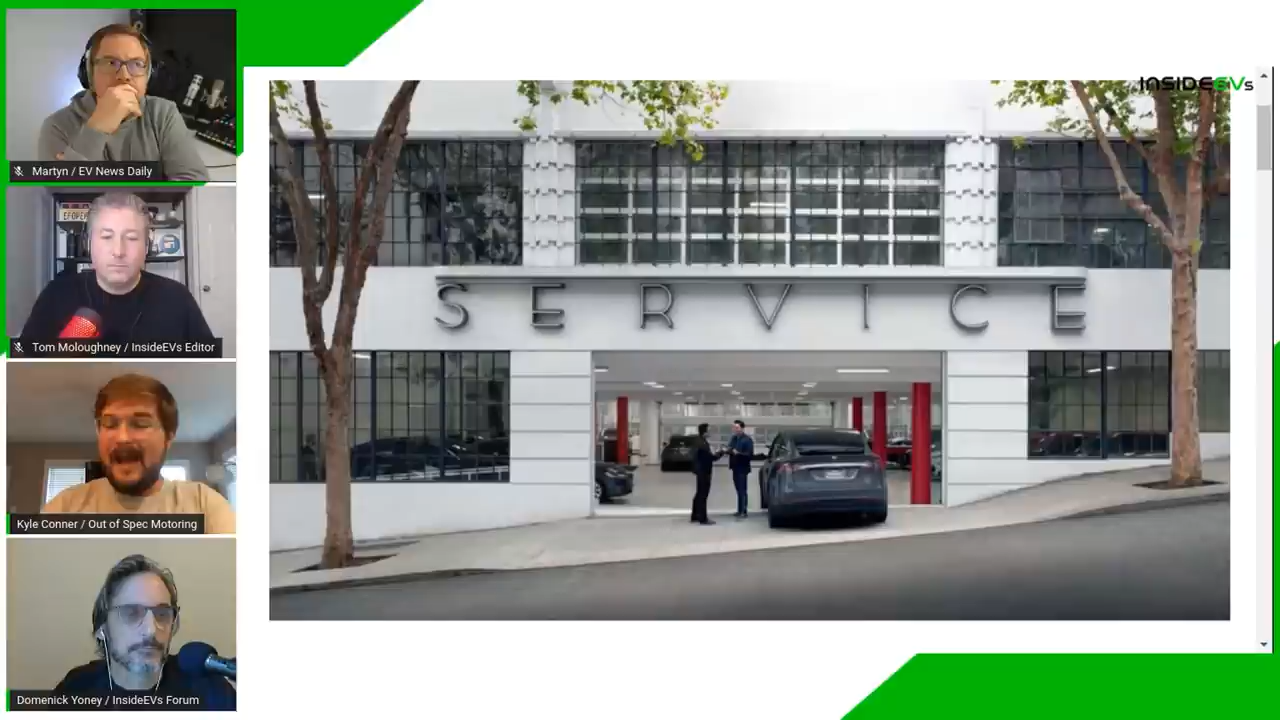 Martyn / EV News Daily
EFOPEN
Tom Moloughney / InsideEVs Editor
Kyle Conner / Out of Spec Motoring
Domenick Yoney / InsideEVs Forum
INSIDEEVs
SERVICE